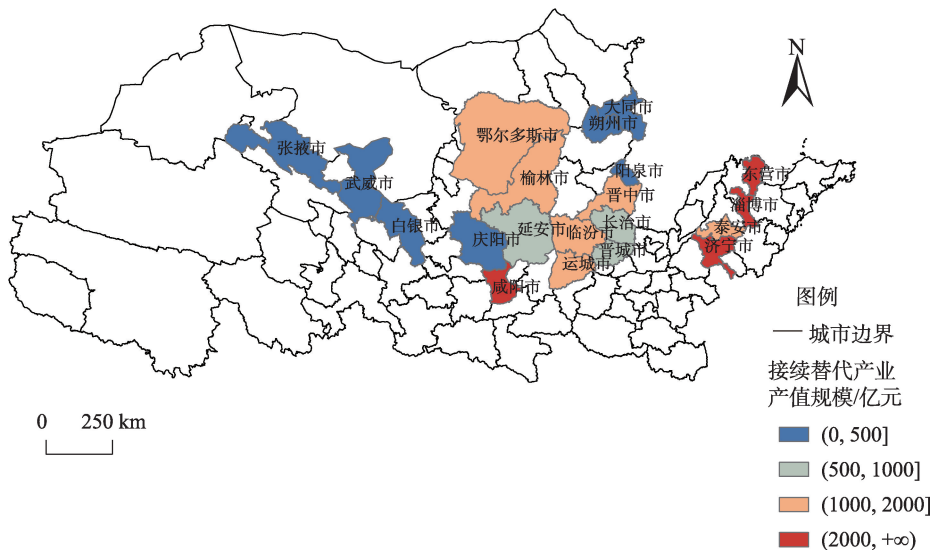 N
大同市
朔州市
鄂尔多斯市
张掖市
阳泉市
榆林市
武威市
晋中市
东营市
淄博市
白银市
延安市
临汾市
长治市
泰安市
庆阳市
晋城市
济宁市
运城市
咸阳市
图例
城市边界
接续替代产业
产值规模/亿元
0 250 km
(0, 500]
(500, 1000]
(1000, 2000]
(2000, +∞)